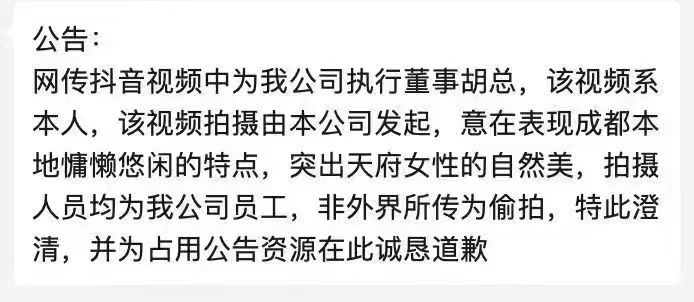 公告：
网传抖音视频中为我公司执行董事胡总，该视频系
本人，该视频拍摄由本公司发起，意在表现成都本
地慵懒悠闲的特点，突出天府女性的自然美，拍摄
人员均为我公司员工，非外界所传为偷拍，特此澄
清，并为占用公告资源在此诚恳道歉